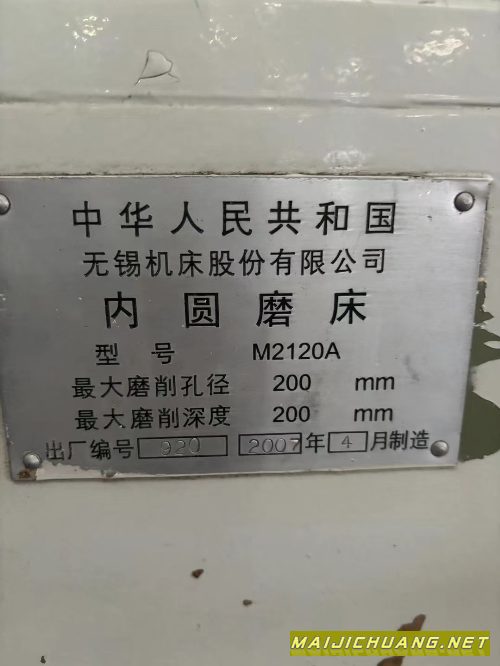 中华人民共和国
无锡机床股份有限公司
内圆磨床
型号 M2120A
最大磨削孔径 200 mm
最大磨削深度 200 mm
出厂编号 920 2007年4月制造
MAIJICHUANG.NET